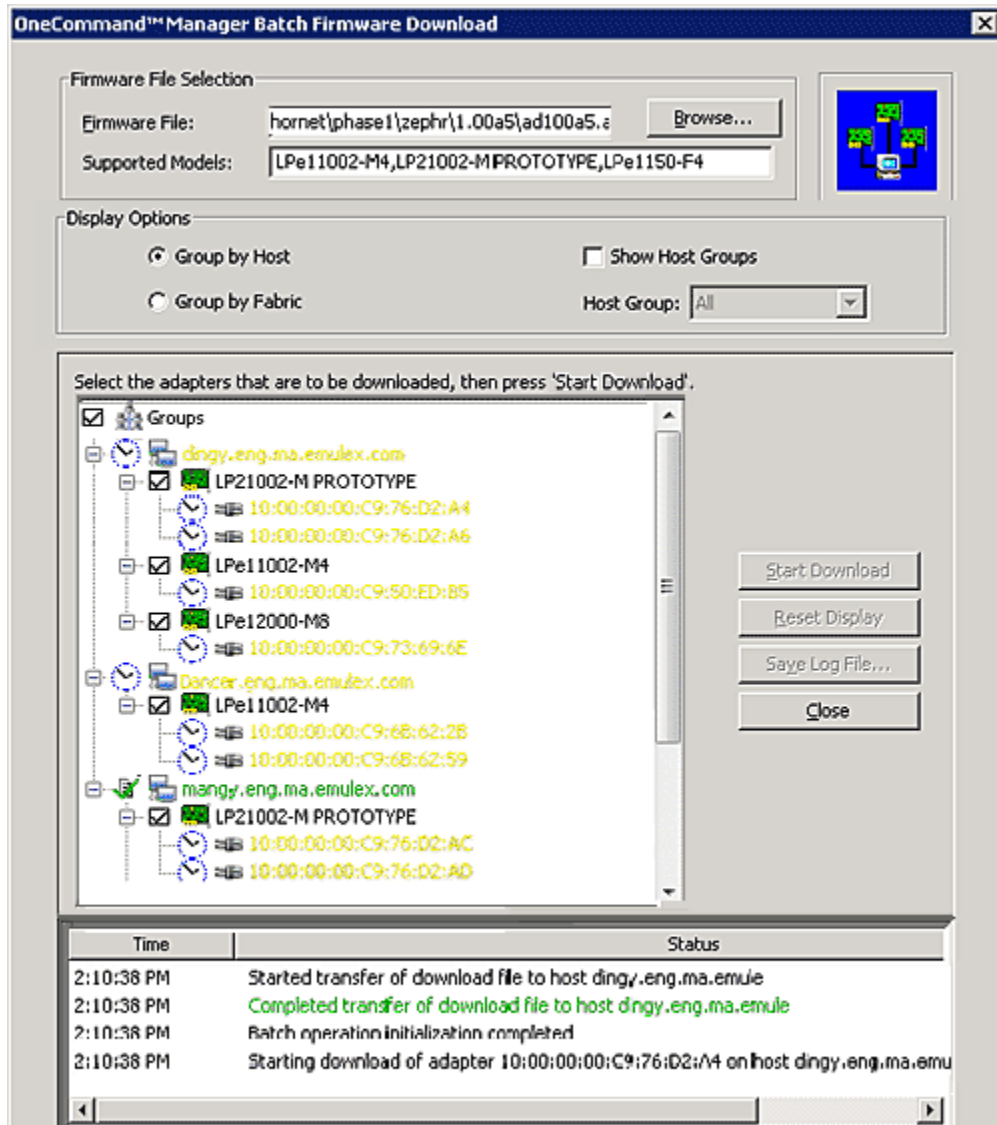 OneCommand™ Manager Batch Firmware Download
Firmware File Selection
Firmware File: hornet\phase1\zephr\1.00a5\ad100a5.a Browse...
Supported Models: LPe11002-M4,LP21002-M PROTOTYPE,LPe1150-F4
Display Options
Group by Host Show Host Groups
Group by Fabric Host Group: All
Select the adapters that are to be downloaded, then press 'Start Download'.
Groups
dingy.eng.ma.emulex.com
LP21002-M PROTOTYPE
10:00:00:00:C9:76:D2:A4
10:00:00:00:C9:76:D2:A6
LPe11002-M4
10:00:00:00:C9:50:ED:B5
LPe12000-M8
10:00:00:00:C9:73:69:6E
Dancer.eng.ma.emulex.com
LPe11002-M4
10:00:00:00:C9:6B:62:2B
10:00:00:00:C9:6B:62:59
mangy.eng.ma.emulex.com
LP21002-M PROTOTYPE
10:00:00:00:C9:76:D2:AC
10:00:00:00:C9:76:D2:AD
Start Download
Reset Display
Save Log File...
Close
Time Status
2:10:38 PM Started transfer of download file to host dingy.eng.ma.emule
2:10:38 PM Completed transfer of download file to host dingy.eng.ma.emule
2:10:38 PM Batch operation initialization completed
2:10:38 PM Starting download of adapter 10:00:00:00:C9:76:D2:A4 on host dingy.eng.ma.emu